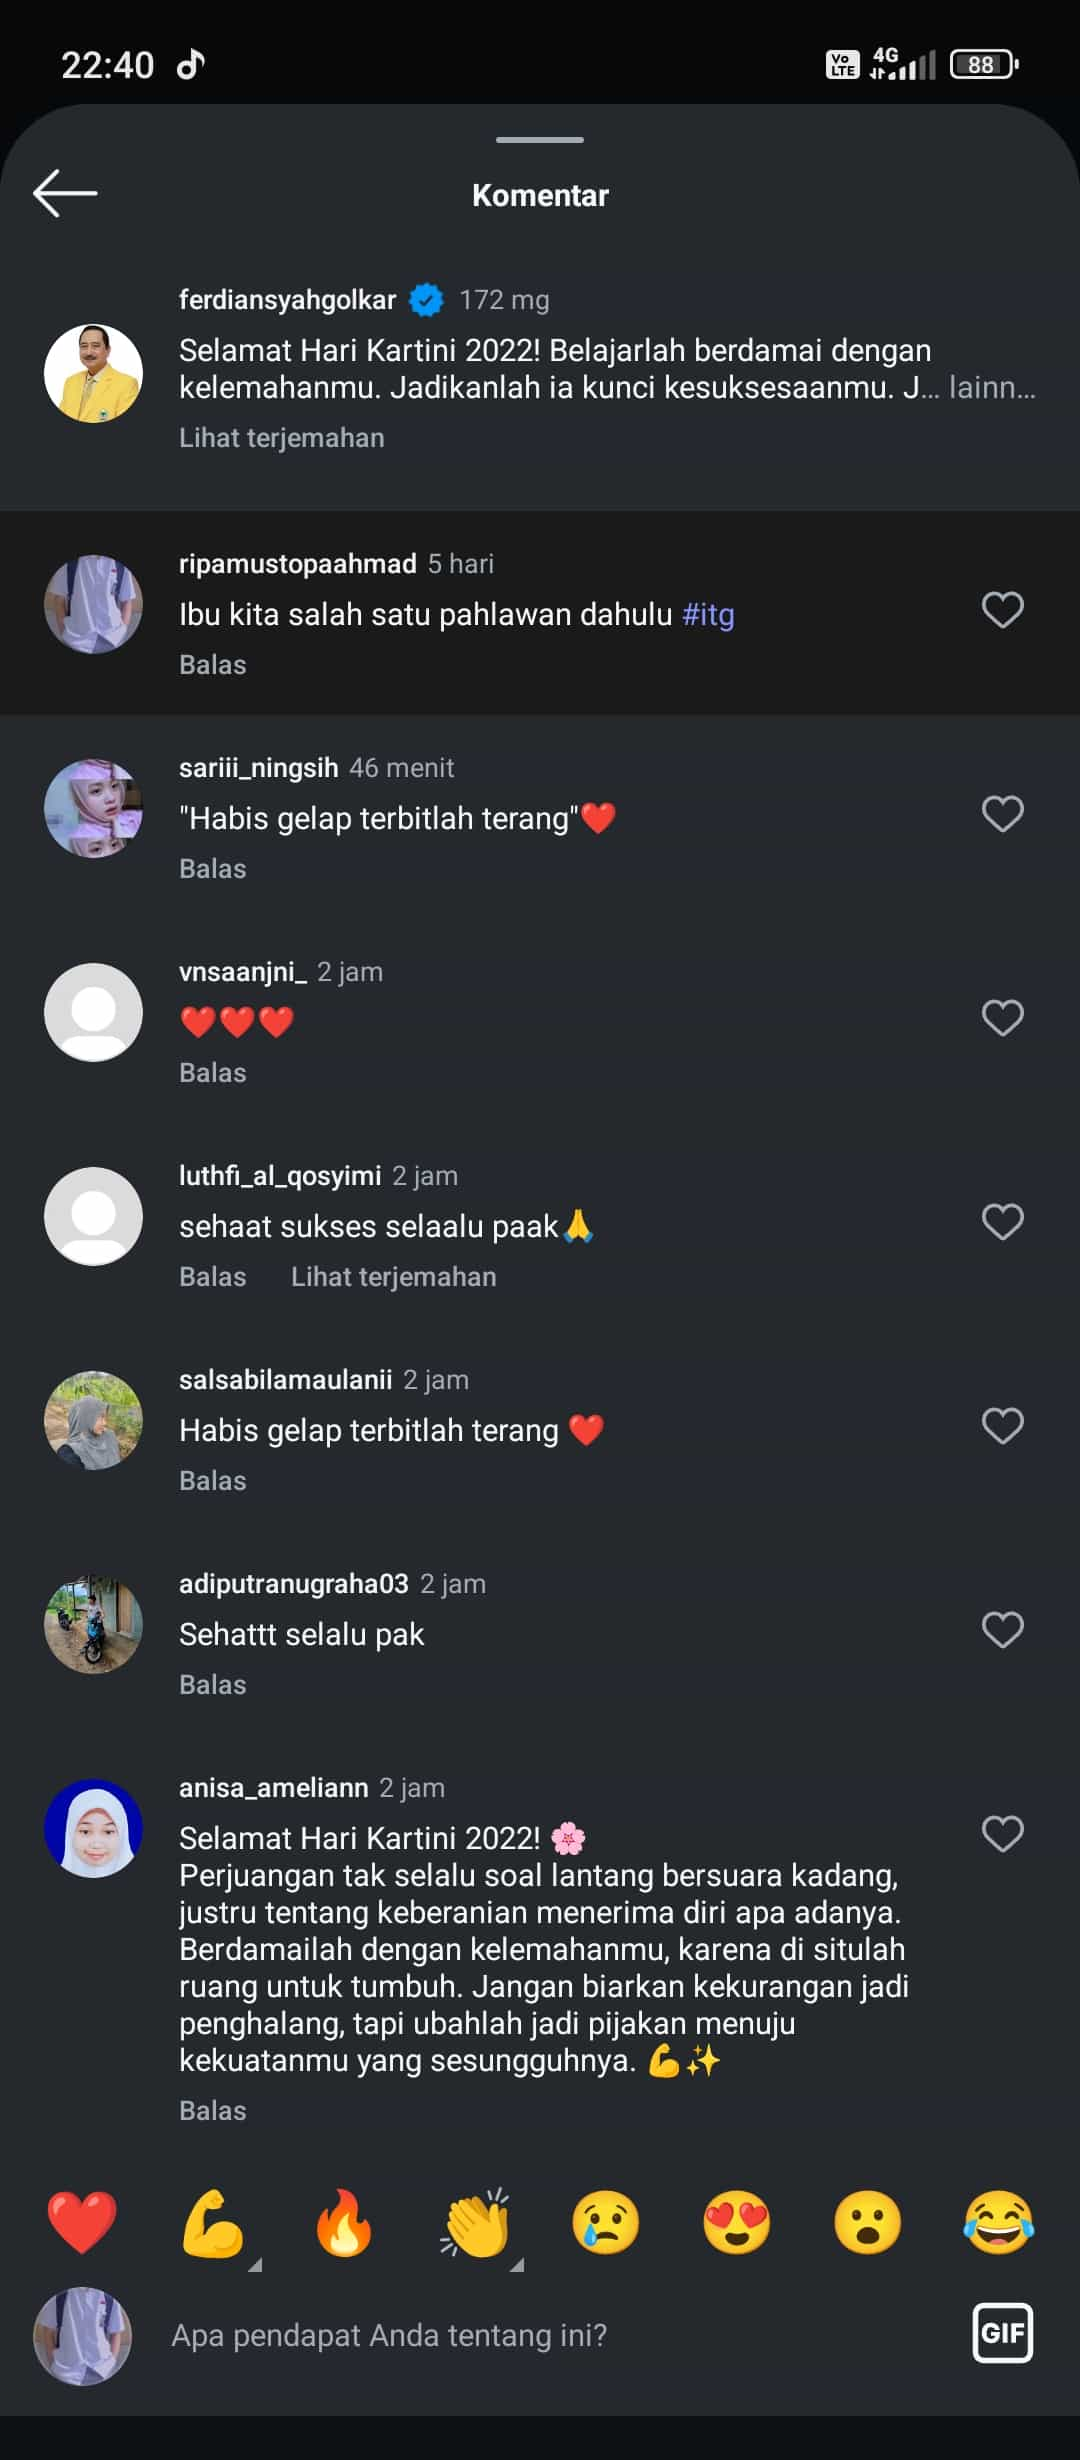 22:40
Vo LTE 4G 88
Komentar
ferdiansyahgolkar 172 mg
Selamat Hari Kartini 2022! Belajarlah berdamai dengan
kelemahanmu. Jadikanlah ia kunci kesuksesaanmu. J... lainn...
Lihat terjemahan
ripamustopaahmad 5 hari
Ibu kita salah satu pahlawan dahulu #itg
Balas
sariii_ningsih 46 menit
"Habis gelap terbitlah terang"❤️
Balas
vnsaanjni_ 2 jam
❤️❤️❤️
Balas
luthfi_al_qosyimi 2 jam
sehaat sukses selaalu paak🙏
Balas Lihat terjemahan
salsabilamaulanii 2 jam
Habis gelap terbitlah terang ❤️
Balas
adiputranugraha03 2 jam
Sehattt selalu pak
Balas
anisa_ameliann 2 jam
Selamat Hari Kartini 2022! 🌸
Perjuangan tak selalu soal lantang bersuara kadang,
justru tentang keberanian menerima diri apa adanya.
Berdamailah dengan kelemahanmu, karena di situlah
ruang untuk tumbuh. Jangan biarkan kekurangan jadi
penghalang, tapi ubahlah jadi pijakan menuju
kekuatanmu yang sesungguhnya. 💪✨
Balas
❤️ 💪 🔥 👏 😢 😍 😮 😂
Apa pendapat Anda tentang ini? GIF